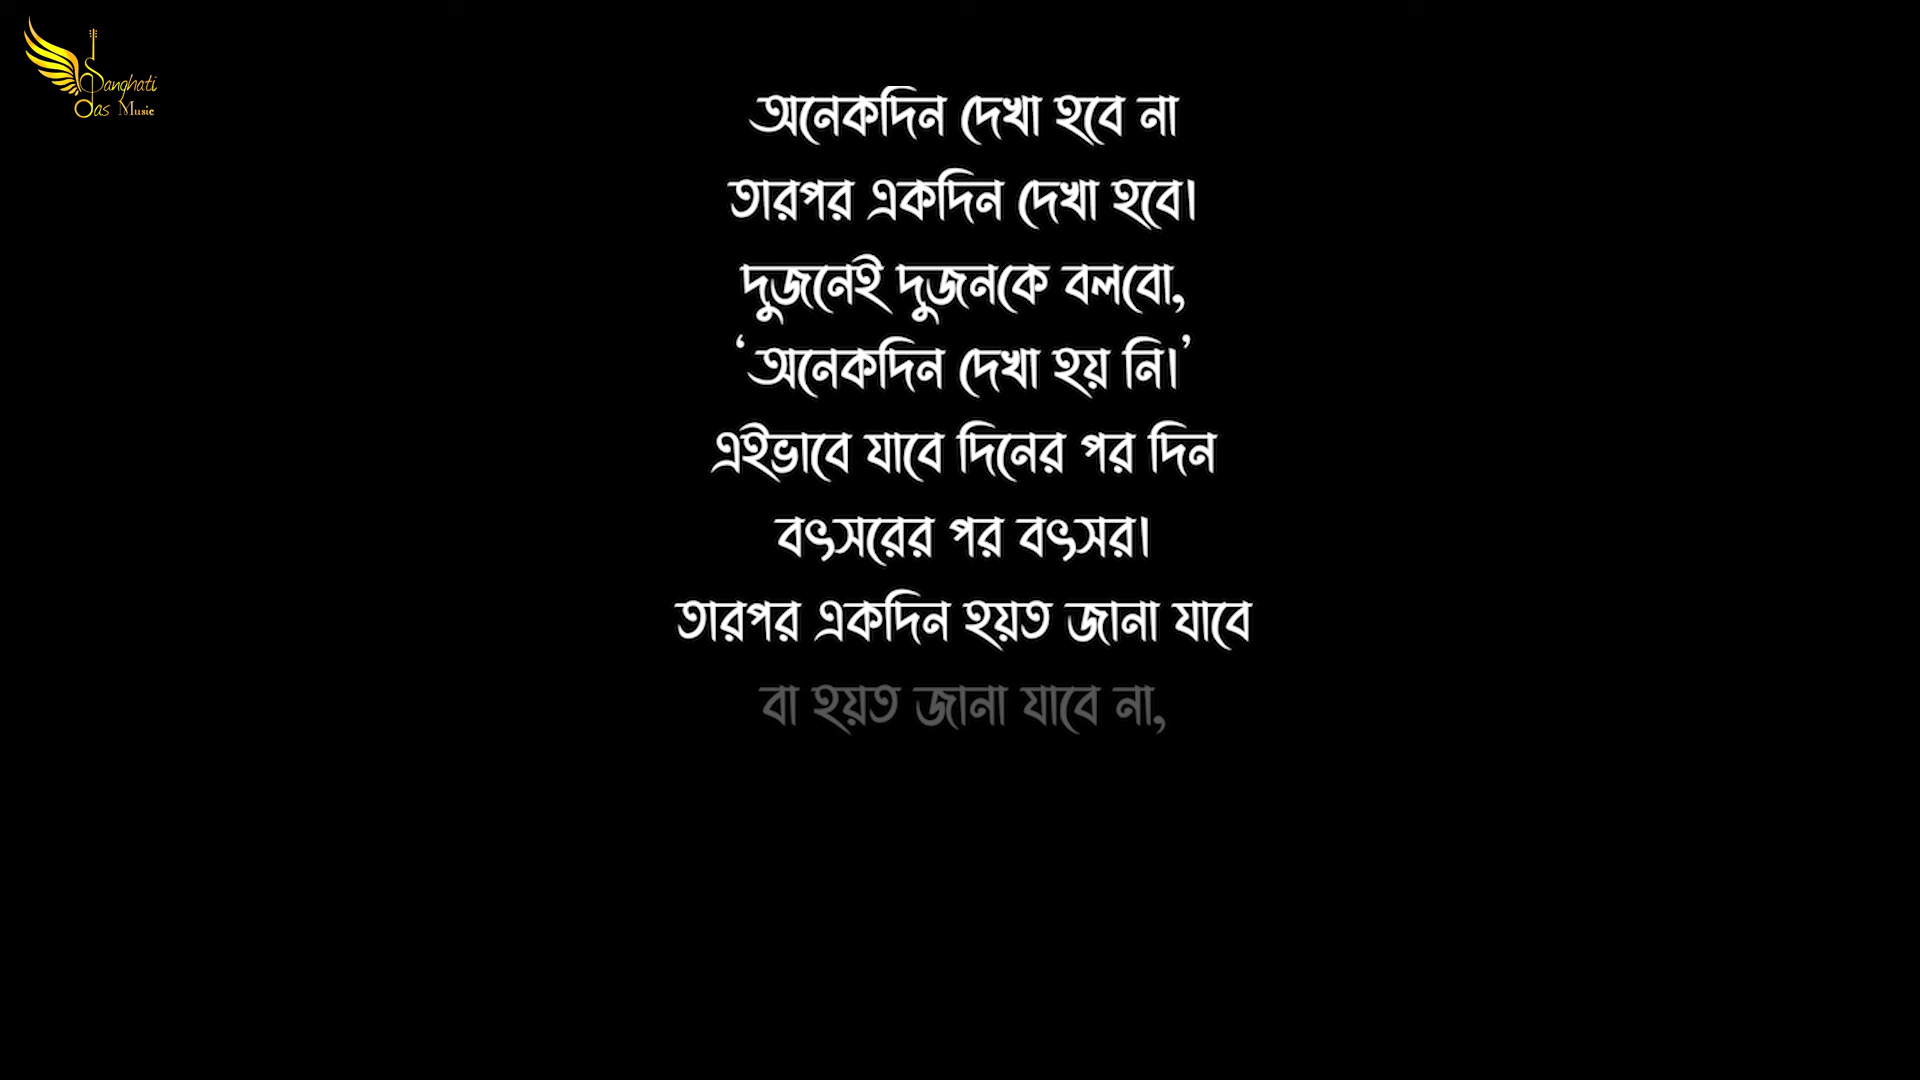 Sanghati
Das Music
অনেকদিন দেখা হবে না
তারপর একদিন দেখা হবে।
দুজনেই দুজনকে বলবো,
‘অনেকদিন দেখা হয় নি।’
এইভাবে যাবে দিনের পর দিন
বৎসরের পর বৎসর।
তারপর একদিন হয়ত জানা যাবে
বা হয়ত জানা যাবে না,